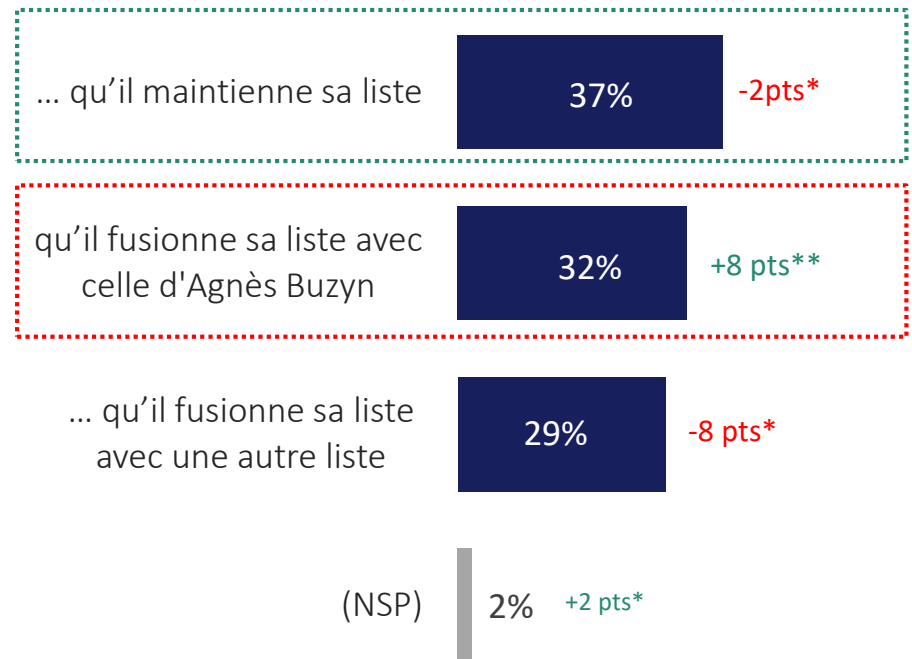 ... qu'il maintienne sa liste
37%
-2pts*
qu'il fusionne sa liste avec
celle d'Agnès Buzyn
32%
+8 pts**
... qu'il fusionne sa liste
avec une autre liste
29%
-8 pts*
(NSP)
2%
+2 pts*